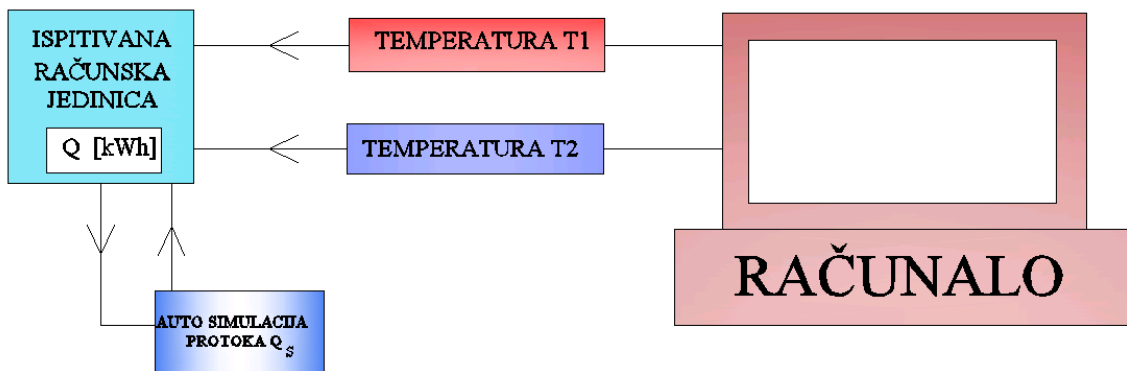 ISPITIVANA
RAČUNSKA
JEDINICA
Q [kWh]
TEMPERATURA T1
TEMPERATURA T2
RAČUNALO
AUTO SIMULACIJA
PROTOKA Q S